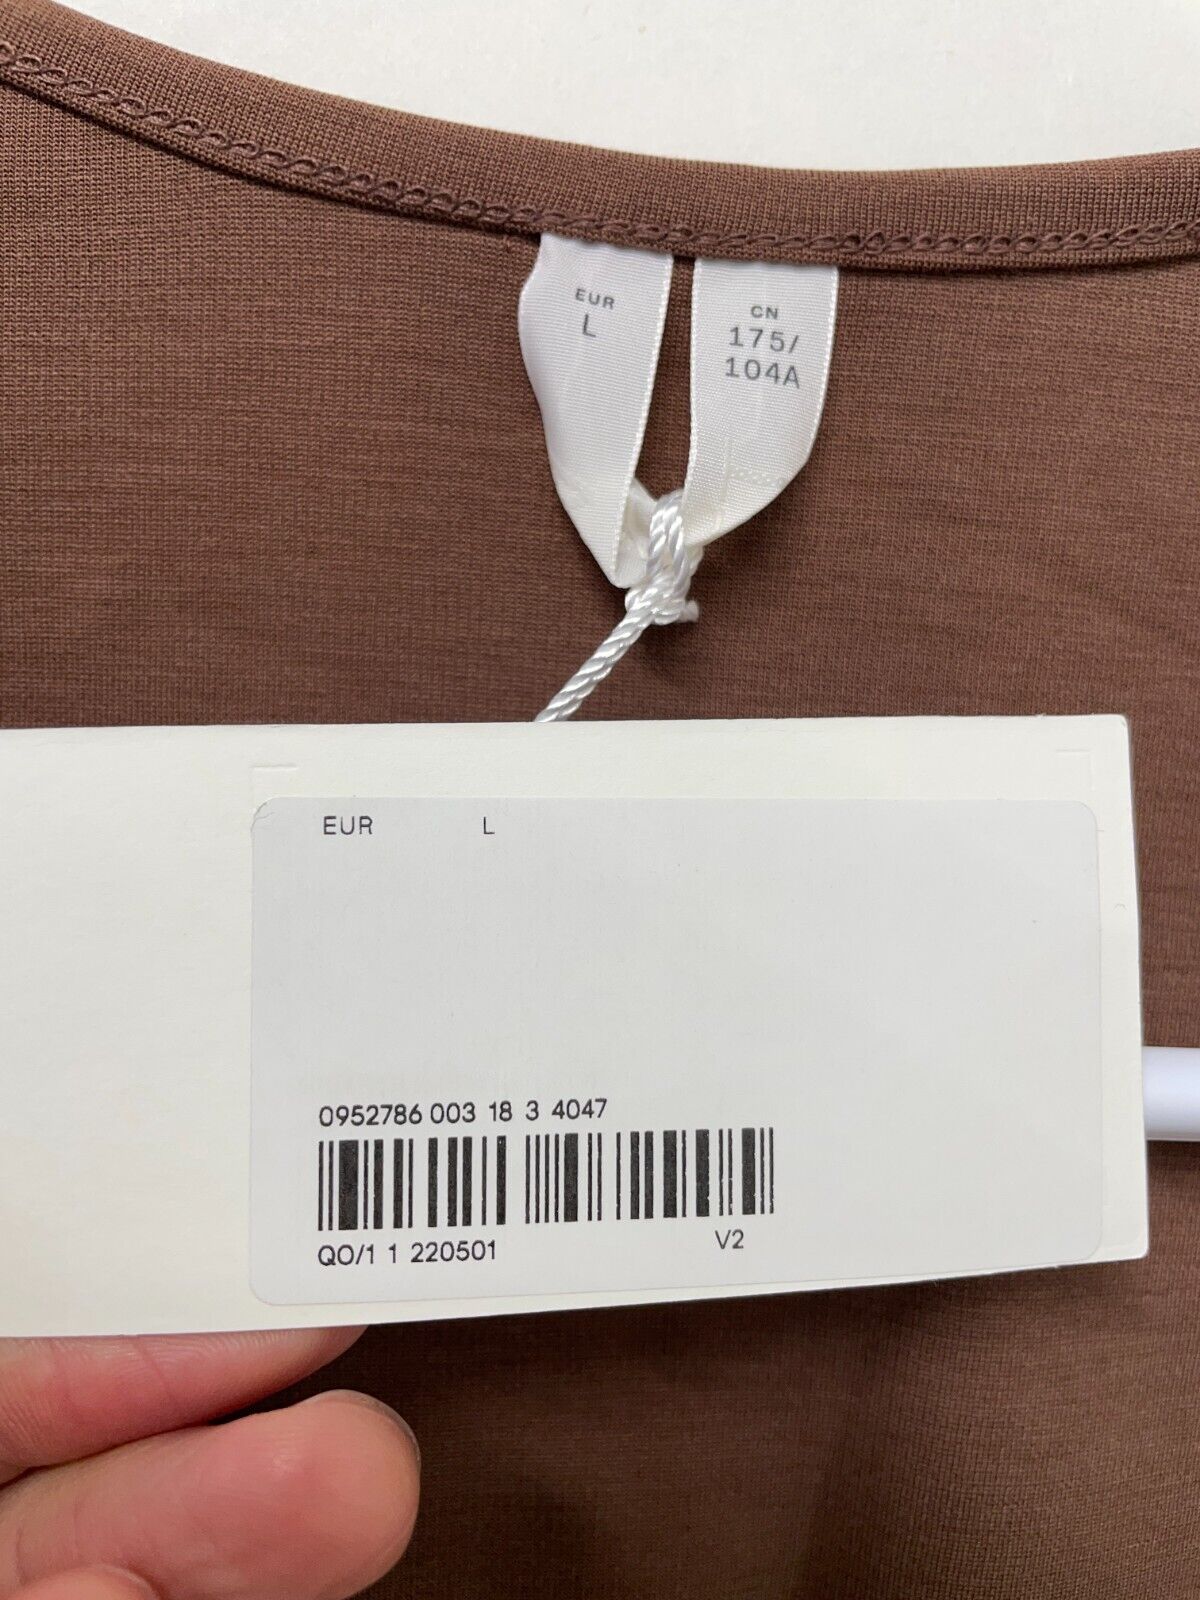 EUR
L
CN
175/
104A
EUR L
0952786 003 18 3 4047
QO/1 1 220501 V2